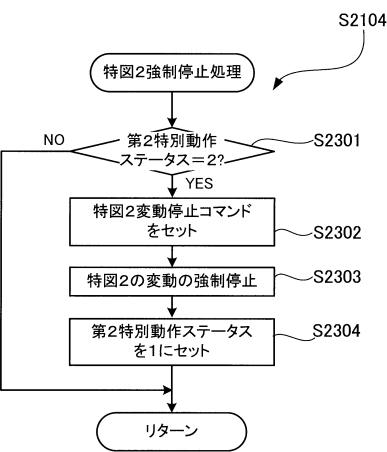 S2104
特図2強制停止処理
NO
第2特別動作
ステータス=2?
S2301
YES
特図2変動停止コマンド
をセット
S2302
特図2の変動の強制停止
S2303
第2特別動作ステータス
を1にセット
S2304
リターン